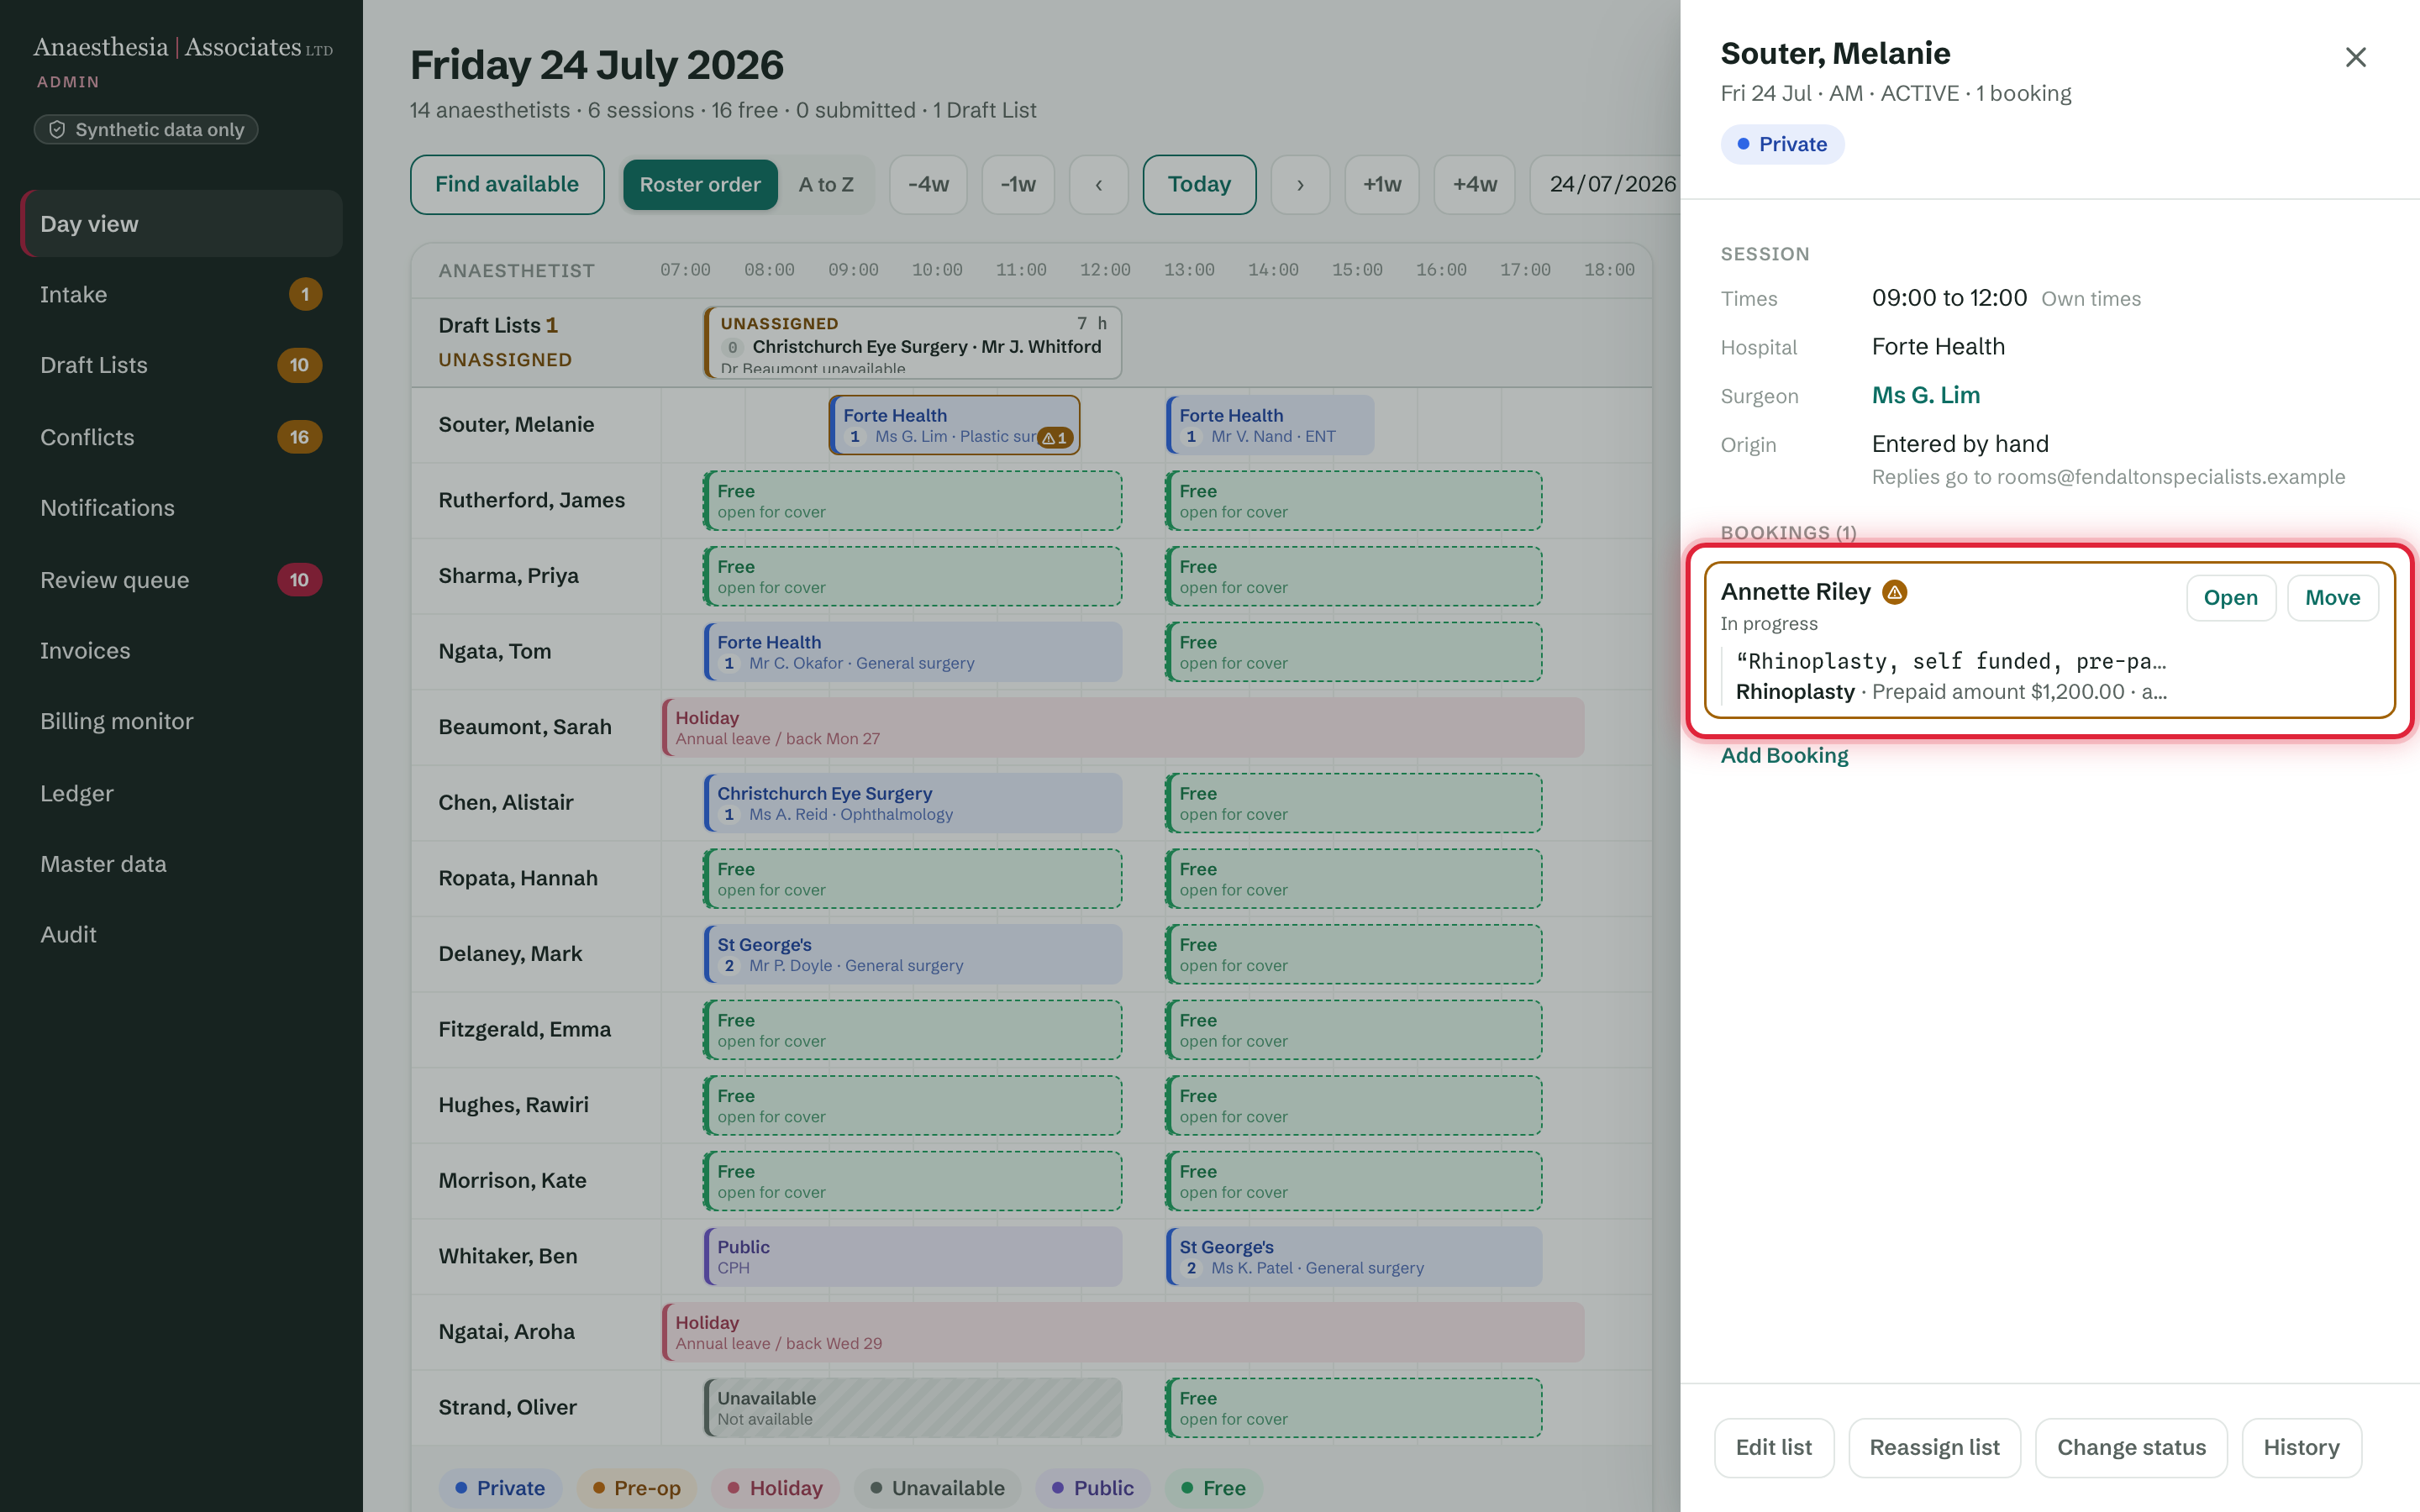 Anaesthesia | Associates LTD
ADMIN
Synthetic data only
Day view
Intake 1
Draft Lists 10
Conflicts 16
Notifications
Review queue 10
Invoices
Billing monitor
Ledger
Master data
Audit
Friday 24 July 2026
14 anaesthetists · 6 sessions · 16 free · 0 submitted · 1 Draft List
Find available Roster order A to Z -4w -1w ‹ Today › +1w +4w 24/07/2026
ANAESTHETIST 07:00 08:00 09:00 10:00 11:00 12:00 13:00 14:00 15:00 16:00 17:00 18:00
Draft Lists 1
UNASSIGNED
UNASSIGNED 7 h
0 Christchurch Eye Surgery · Mr J. Whitford
Dr Beaumont unavailable
Souter, Melanie
Forte Health
1 Ms G. Lim · Plastic sur 1
Forte Health
1 Mr V. Nand · ENT
Rutherford, James
Free
open for cover
Free
open for cover
Sharma, Priya
Free
open for cover
Free
open for cover
Ngata, Tom
Forte Health
1 Mr C. Okafor · General surgery
Free
open for cover
Beaumont, Sarah
Holiday
Annual leave / back Mon 27
Chen, Alistair
Christchurch Eye Surgery
1 Ms A. Reid · Ophthalmology
Free
open for cover
Ropata, Hannah
Free
open for cover
Free
open for cover
Delaney, Mark
St George's
2 Mr P. Doyle · General surgery
Free
open for cover
Fitzgerald, Emma
Free
open for cover
Free
open for cover
Hughes, Rawiri
Free
open for cover
Free
open for cover
Morrison, Kate
Free
open for cover
Free
open for cover
Whitaker, Ben
Public
CPH
St George's
2 Ms K. Patel · General surgery
Ngatai, Aroha
Holiday
Annual leave / back Wed 29
Strand, Oliver
Unavailable
Not available
Free
open for cover
Private Pre-op Holiday Unavailable Public Free
Souter, Melanie
Fri 24 Jul · AM · ACTIVE · 1 booking
Private
SESSION
Times 09:00 to 12:00 Own times
Hospital Forte Health
Surgeon Ms G. Lim
Origin Entered by hand
Replies go to rooms@fendaltonspecialists.example
BOOKINGS (1)
Annette Riley Open Move
In progress
“Rhinoplasty, self funded, pre-pa…
Rhinoplasty · Prepaid amount $1,200.00 · a…
Add Booking
Edit list Reassign list Change status History